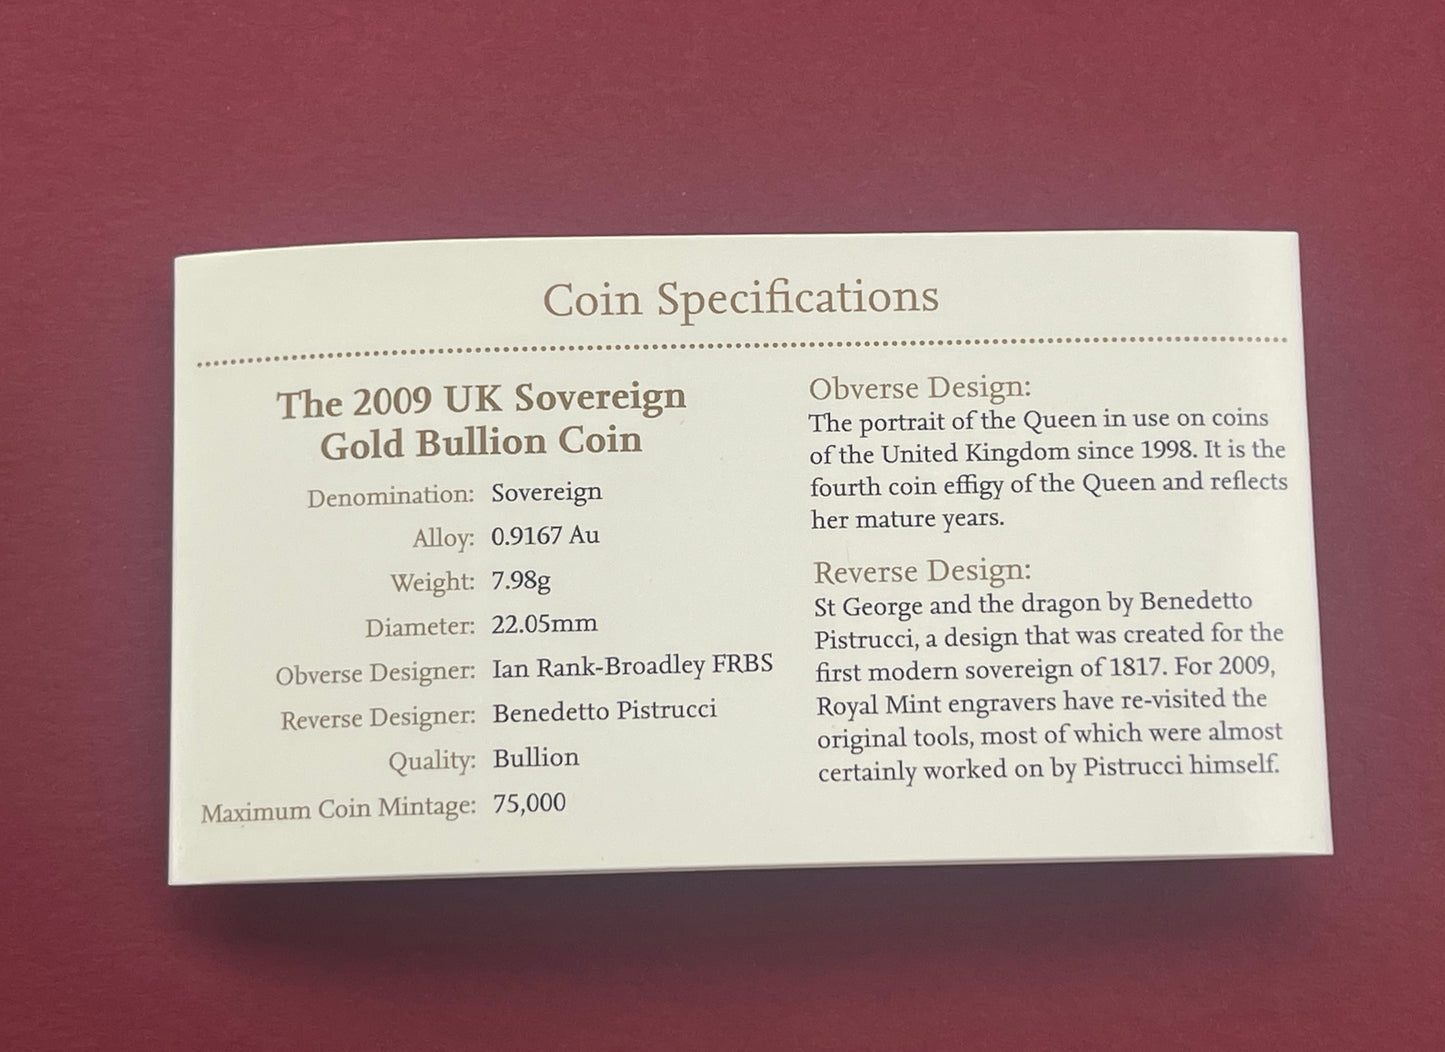 Coin Specifications
The 2009 UK Sovereign
Gold Bullion Coin
Denomination: Sovereign
Alloy: 0.9167 Au
Weight: 7.98g
Diameter: 22.05mm
Obverse Designer: Ian Rank-Broadley FRBS
Reverse Designer: Benedetto Pistrucci
Quality: Bullion
Maximum Coin Mintage: 75,000
Obverse Design:
The portrait of the Queen in use on coins
of the United Kingdom since 1998. It is the
fourth coin effigy of the Queen and reflects
her mature years.
Reverse Design:
St George and the dragon by Benedetto
Pistrucci, a design that was created for the
first modern sovereign of 1817. For 2009,
Royal Mint engravers have re-visited the
original tools, most of which were almost
certainly worked on by Pistrucci himself.